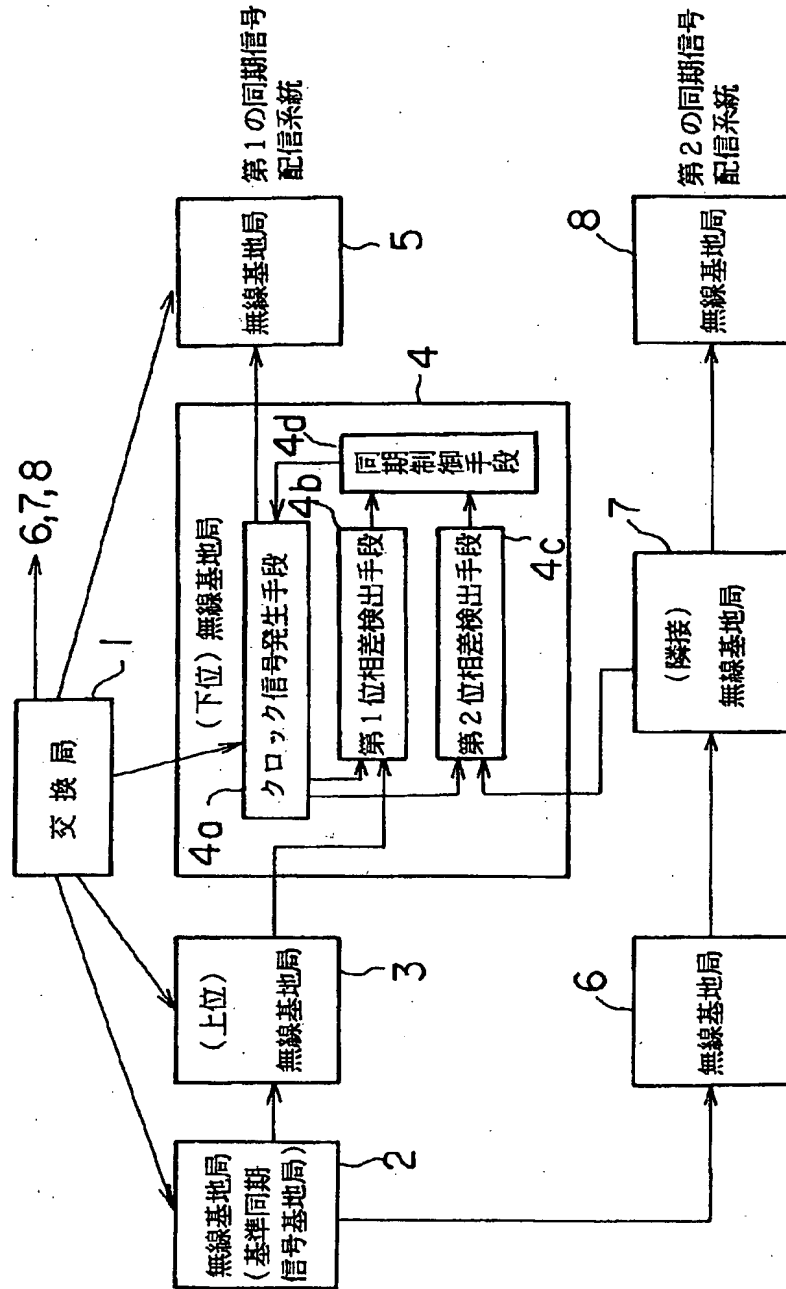 交換局
1
6,7,8
無線基地局
(基準同期
信号基地局)
2
(上位)
無線基地局
3
(下位)無線基地局
4
4a
クロック信号発生手段
4b
第1位相差検出手段
4c
第2位相差検出手段
4d
同期制御手段
無線基地局
5
第1の同期信号
配信系統
無線基地局
6
(隣接)
無線基地局
7
無線基地局
8
第2の同期信号
配信系統